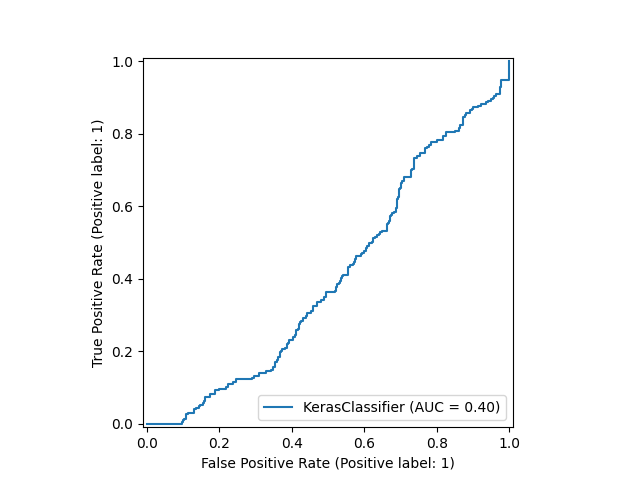 1.0
0.8
0.6
0.4
0.2
0.0
True Positive Rate (Positive label: 1)
KerasClassifier (AUC = 0.40)
0.0 0.2 0.4 0.6 0.8 1.0
False Positive Rate (Positive label: 1)